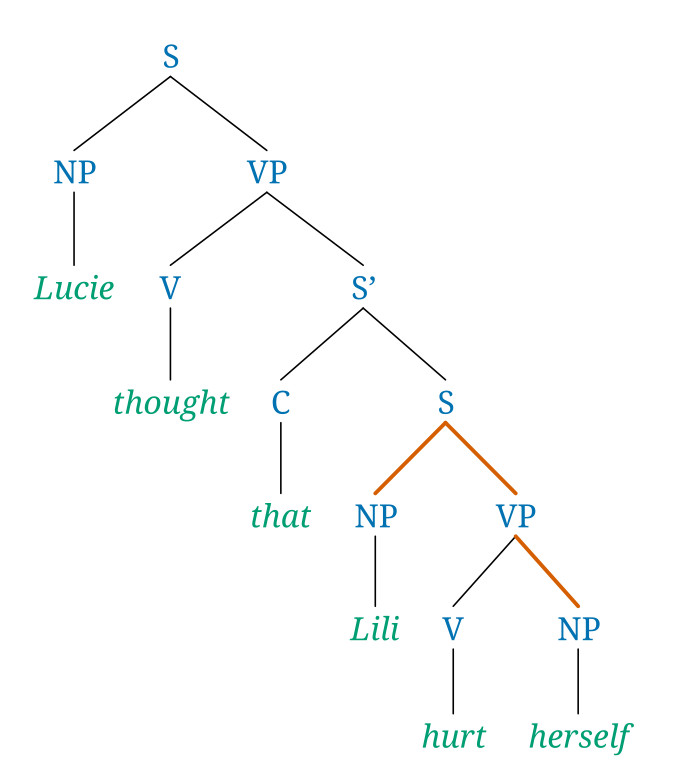 S
NP VP
Lucie V S’
thought C S
that NP VP
Lili V NP
hurt herself